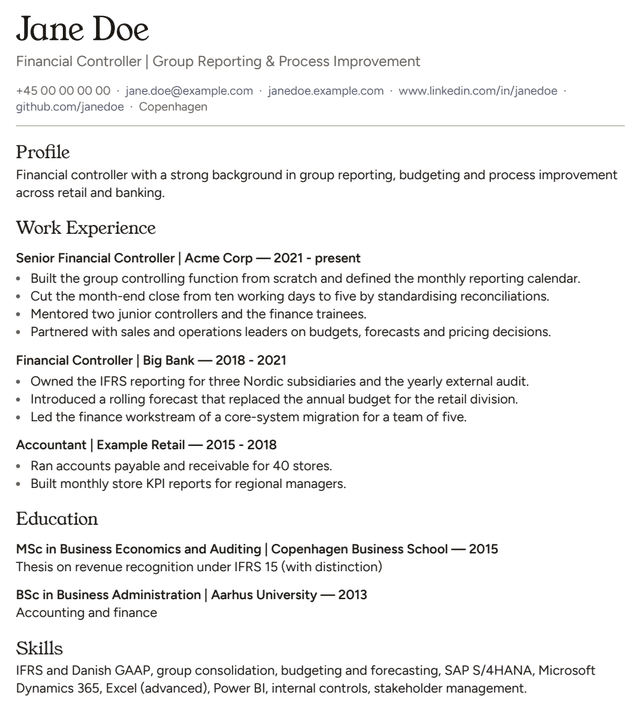 Jane Doe
Financial Controller | Group Reporting & Process Improvement
+45 00 00 00 00 · jane.doe@example.com · janedoe.example.com · www.linkedin.com/in/janedoe ·
github.com/janedoe · Copenhagen
Profile
Financial controller with a strong background in group reporting, budgeting and process improvement
across retail and banking.
Work Experience
Senior Financial Controller | Acme Corp — 2021 - present
• Built the group controlling function from scratch and defined the monthly reporting calendar.
• Cut the month-end close from ten working days to five by standardising reconciliations.
• Mentored two junior controllers and the finance trainees.
• Partnered with sales and operations leaders on budgets, forecasts and pricing decisions.
Financial Controller | Big Bank — 2018 - 2021
• Owned the IFRS reporting for three Nordic subsidiaries and the yearly external audit.
• Introduced a rolling forecast that replaced the annual budget for the retail division.
• Led the finance workstream of a core-system migration for a team of five.
Accountant | Example Retail — 2015 - 2018
• Ran accounts payable and receivable for 40 stores.
• Built monthly store KPI reports for regional managers.
Education
MSc in Business Economics and Auditing | Copenhagen Business School — 2015
Thesis on revenue recognition under IFRS 15 (with distinction)
BSc in Business Administration | Aarhus University — 2013
Accounting and finance
Skills
IFRS and Danish GAAP, group consolidation, budgeting and forecasting, SAP S/4HANA, Microsoft
Dynamics 365, Excel (advanced), Power BI, internal controls, stakeholder management.